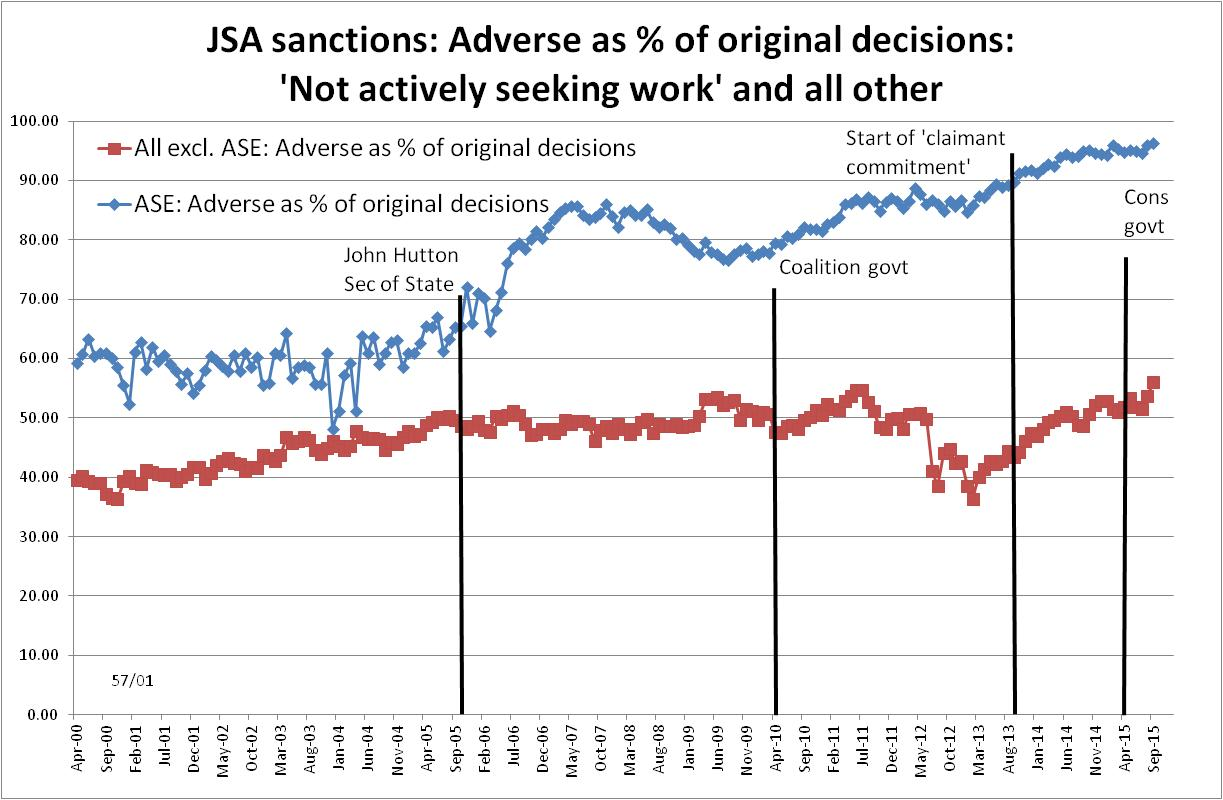 JSA sanctions: Adverse as % of original decisions:
'Not actively seeking work' and all other
100.00
90.00
80.00
70.00
60.00
50.00
40.00
30.00
20.00
10.00
0.00
All excl. ASE: Adverse as % of original decisions
ASE: Adverse as % of original decisions
John Hutton
Sec of State
Coalition govt
Start of 'claimant
commitment'
Cons
govt
57/01
Apr-00
Sep-00
Feb-01
Jul-01
Dec-01
May-02
Oct-02
Mar-03
Aug-03
Jan-04
Jun-04
Nov-04
Apr-05
Sep-05
Feb-06
Jul-06
Dec-06
May-07
Oct-07
Mar-08
Aug-08
Jan-09
Jun-09
Nov-09
Apr-10
Sep-10
Feb-11
Jul-11
Dec-11
May-12
Oct-12
Mar-13
Aug-13
Jan-14
Jun-14
Nov-14
Apr-15
Sep-15